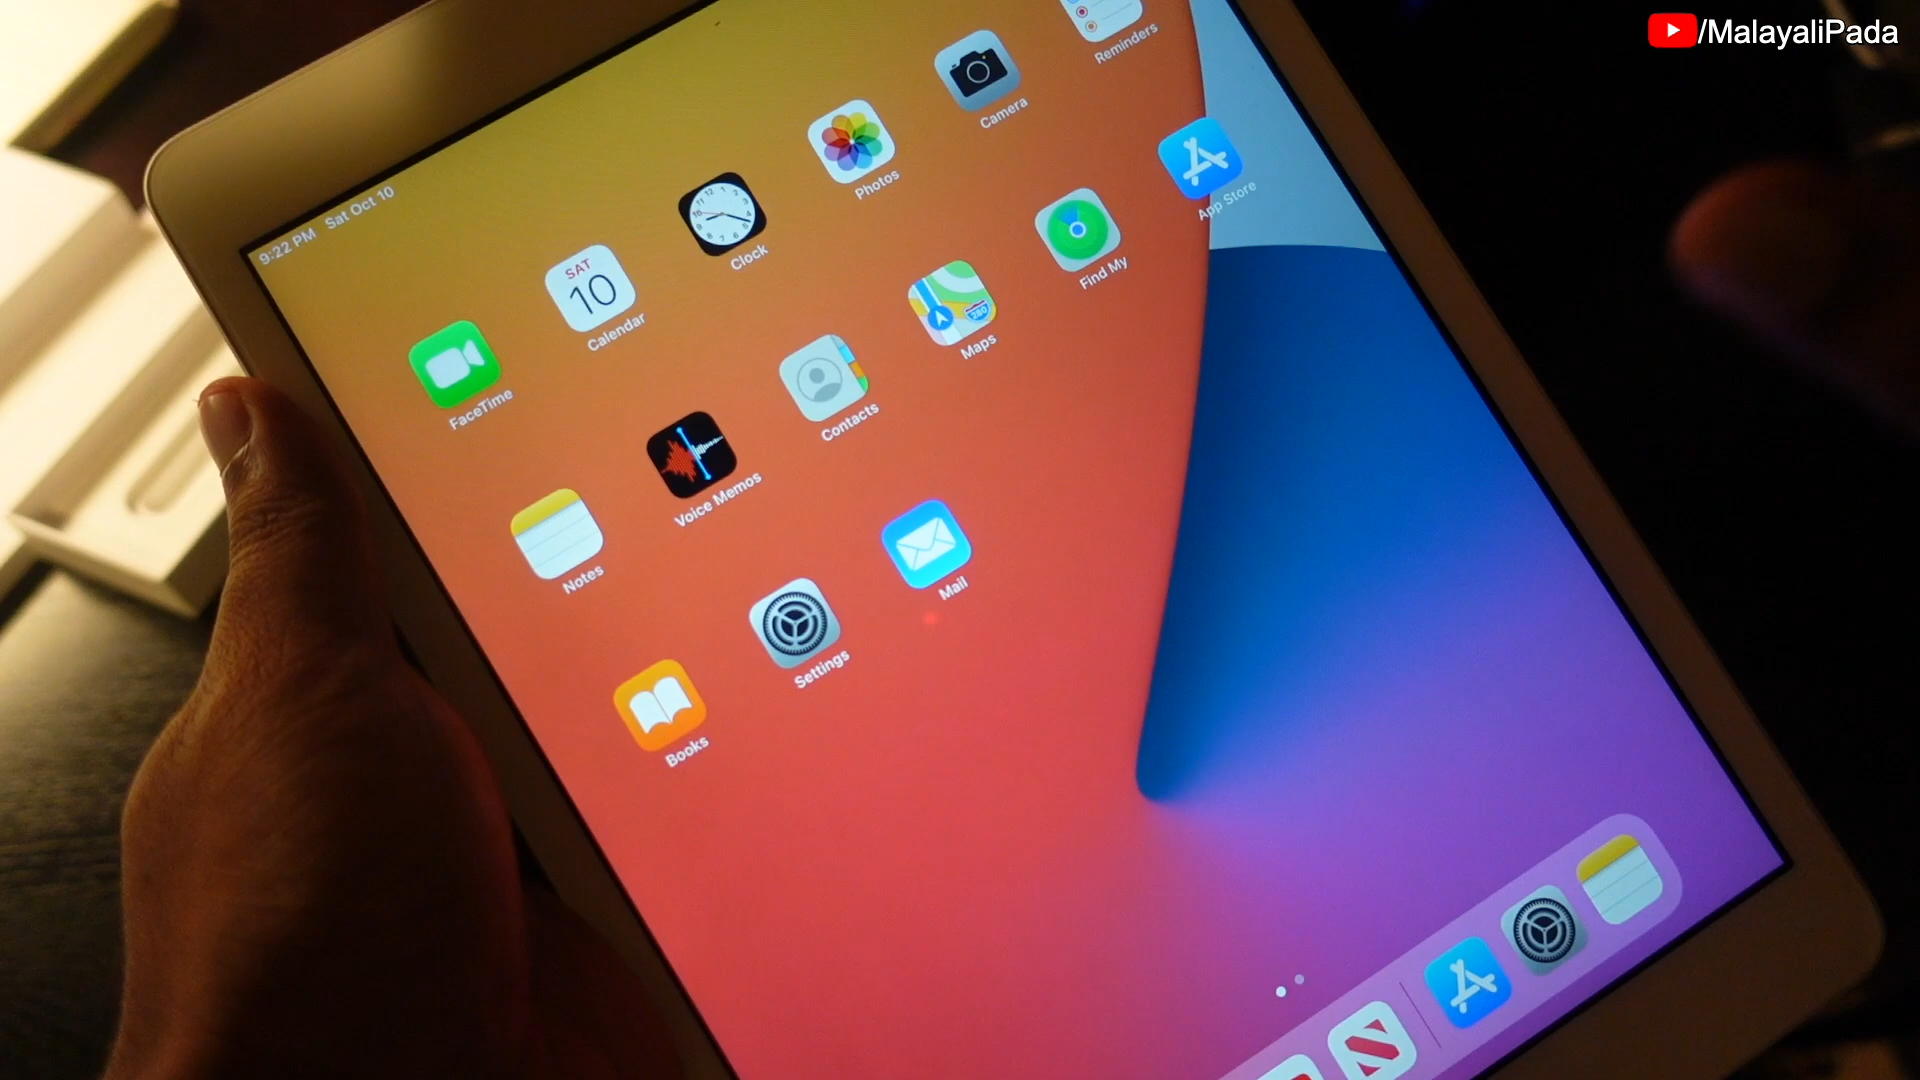 /MalayaliPada
9:22 PM Sat Oct 10
FaceTime
SAT
10
Calendar
Clock
Photos
Camera
Reminders
Notes
Voice Memos
Contacts
Maps
280
Find My
App Store
Books
Settings
Mail